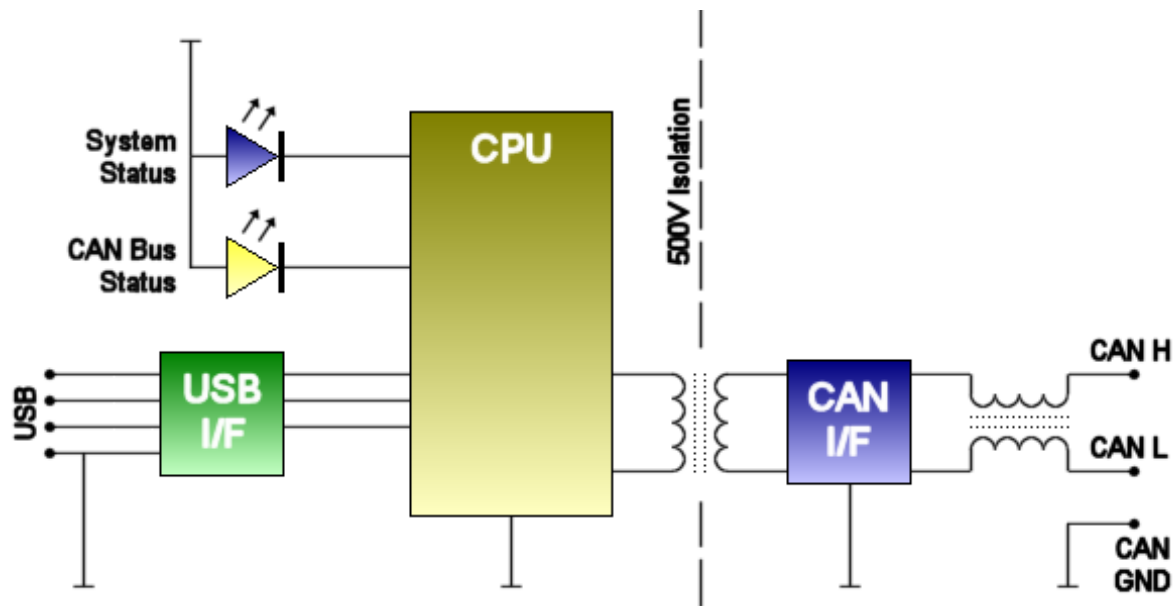 System
Status
CPU
500V Isolation
CAN Bus
Status
USB
USB
I/F
CAN
I/F
CAN H
CAN L
CAN
GND